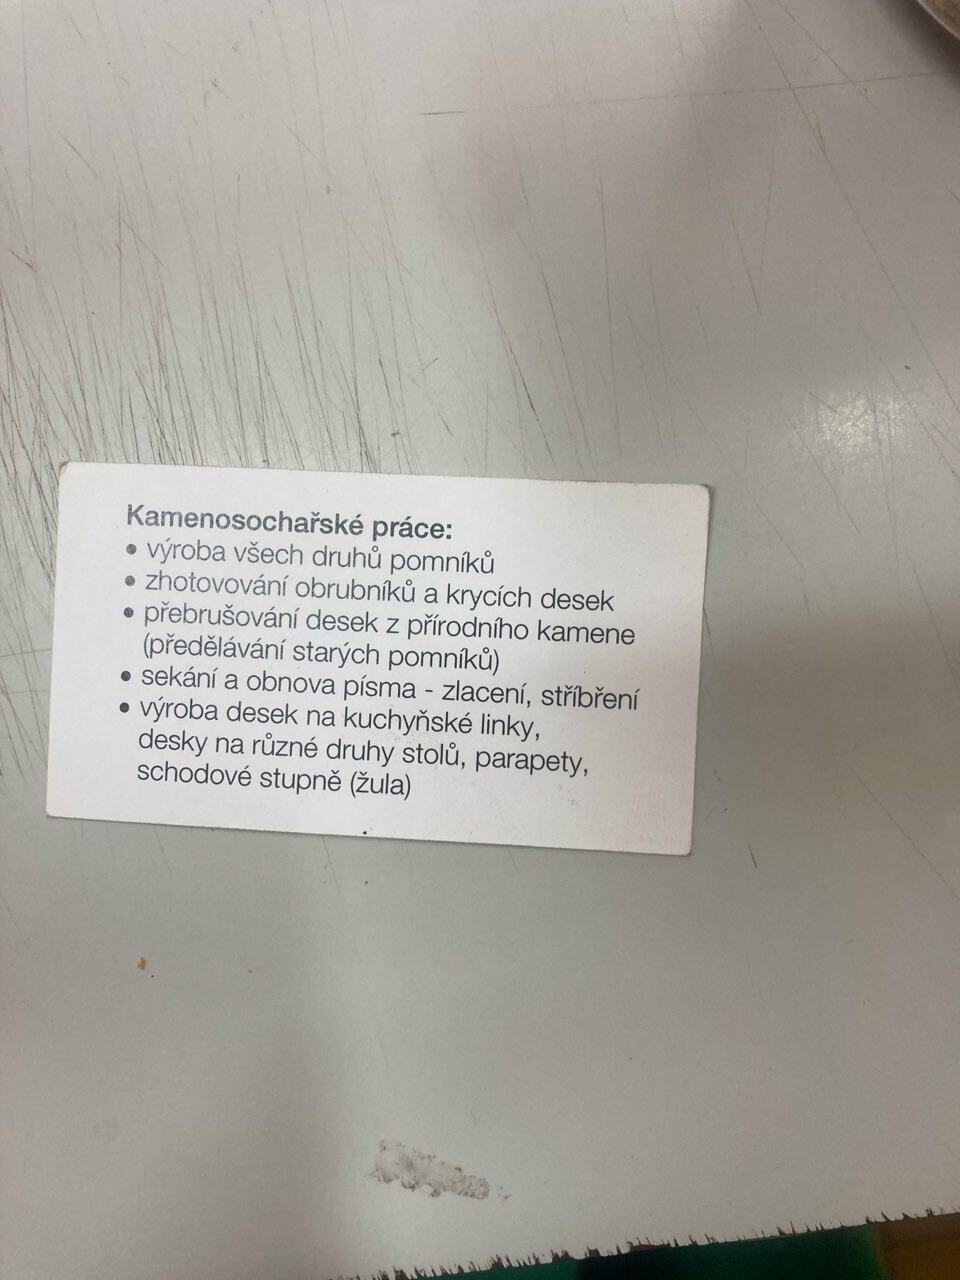 Kamenosochařské práce:
• výroba všech druhů pomníků
• zhotovování obrubníků a krycích desek
• přebrušování desek z přírodního kamene
(předělávání starých pomníků)
• sekání a obnova písma - zlacení, stříbření
• výroba desek na kuchyňské linky,
desky na různé druhy stolů, parapety,
schodové stupně (žula)